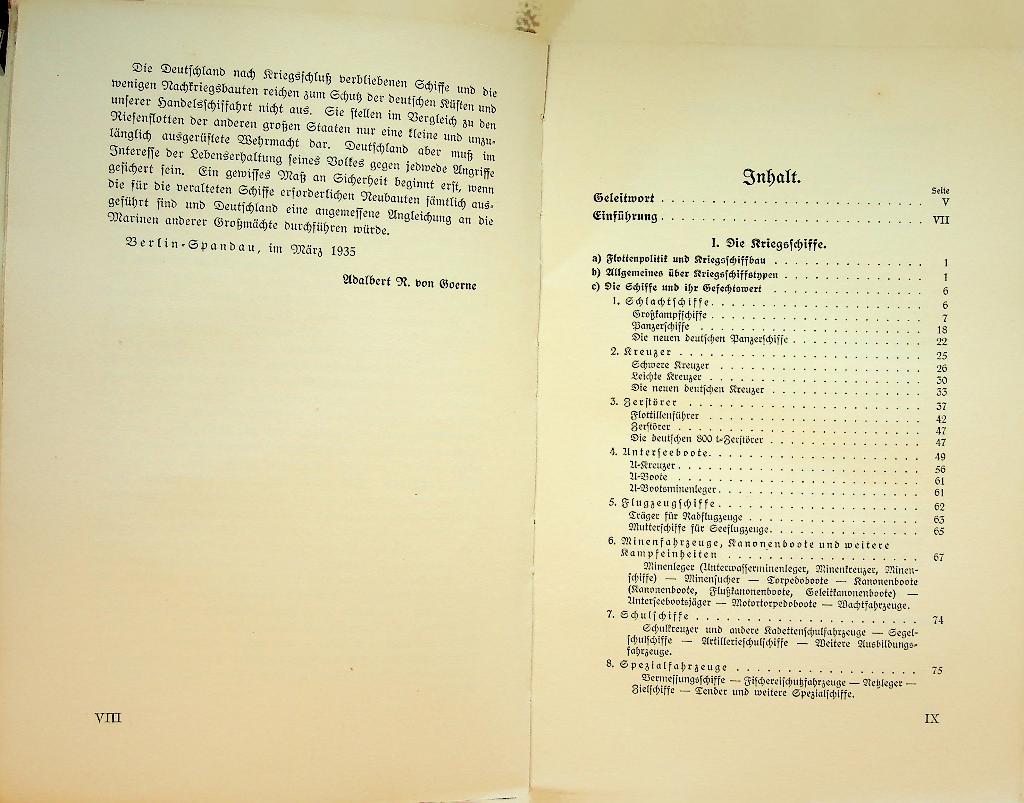 Die Deutschland nach Kriegsschluß verbliebenen Schiffe und die
wenigen Nachkriegsbauten reichen zum Schutz der deutschen Küsten und
unserer Handelsschiffahrt nicht aus. Sie stellen im Vergleich zu den
Riesenflotten der anderen großen Staaten nur eine kleine und unzu-
länglich ausgerüstete Wehrmacht dar. Deutschland aber muß im
Interesse der Lebenserhaltung seines Volkes gegen jedwede Angriffe
gesichert sein. Ein gewisses Maß an Sicherheit beginnt erst, wenn
die für die veralteten Schiffe erforderlichen Neubauten sämtlich aus-
geführt sind und Deutschland eine angemessene Angleichung an die
Marinen anderer Großmächte durchführen würde.
Berlin-Spandau, im März 1935
Adalbert R. von Goerne
VIII
Inhalt.
Seite
Geleitwort . . . . . . . . . . V
Einführung . . . . . . . . . . VII
I. Die Kriegsschiffe.
a) Flottenpolitik und Kriegsschiffbau . . . . . . . . . . 1
b) Allgemeines über Kriegsschiffstypen . . . . . . . . . . 1
c) Die Schiffe und ihr Gefechtswert . . . . . . . . . . 6
1. Schlachtschiffe . . . . . . . . . . 6
Großkampfschiffe . . . . . . . . . . 7
Panzerschiffe . . . . . . . . . . 18
Die neuen deutschen Panzerschiffe . . . . . . . . . . 22
2. Kreuzer . . . . . . . . . . 25
Schwere Kreuzer . . . . . . . . . . 26
Leichte Kreuzer . . . . . . . . . . 30
Die neuen deutschen Kreuzer . . . . . . . . . . 33
3. Zerstörer . . . . . . . . . . 37
Flottillenführer . . . . . . . . . . 42
Zerstörer . . . . . . . . . . 47
Die deutschen 800 t-Zerstörer . . . . . . . . . . 47
4. Unterseeboote . . . . . . . . . . 49
U-Kreuzer . . . . . . . . . . 56
U-Boote . . . . . . . . . . 61
U-Bootsminenleger . . . . . . . . . . 61
5. Flugzeugschiffe . . . . . . . . . . 62
Träger für Radflugzeuge . . . . . . . . . . 63
Mutterschiffe für Seeflugzeuge . . . . . . . . . . 65
6. Minenfahrzeuge, Kanonenboote und weitere
Kampfeinheiten . . . . . . . . . . 67
Minenleger (Unterwasserminenleger, Minenkreuzer, Minen-
schiffe) — Minensucher — Torpedoboote — Kanonenboote
(Kanonenboote, Flußkanonenboote, Geleitkanonenboote) —
Unterseebootsjäger — Motortorpedoboote — Wachtfahrzeuge.
7. Schulschiffe . . . . . . . . . . 74
Schulkreuzer und andere Kadettenschulfahrzeuge — Segel-
schulschiffe — Artillerieschulschiffe — Weitere Ausbildungs-
fahrzeuge.
8. Spezialfahrzeuge . . . . . . . . . . 75
Vermessungsschiffe — Fischereischutzfahrzeuge — Netzleger —
Zielschiffe — Tender und weitere Spezialschiffe.
IX